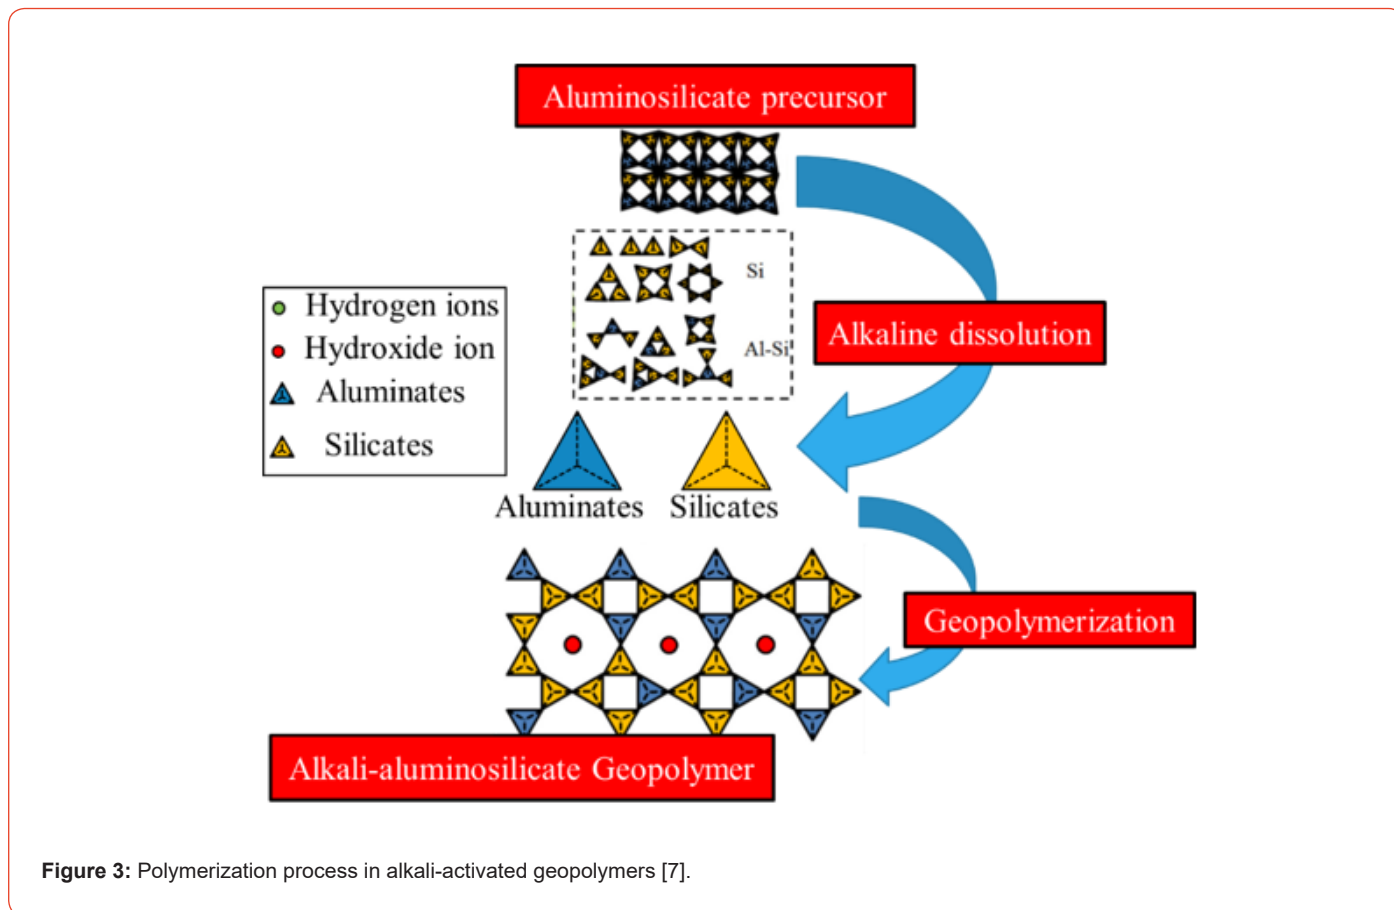 Aluminosilicate precursor
Si
Al-Si
Alkaline dissolution
Hydrogen ions
Hydroxide ion
Aluminates
Silicates
Aluminates
Silicates
Geopolymerization
Alkali-aluminosilicate Geopolymer
Figure 3: Polymerization process in alkali-activated geopolymers [7].